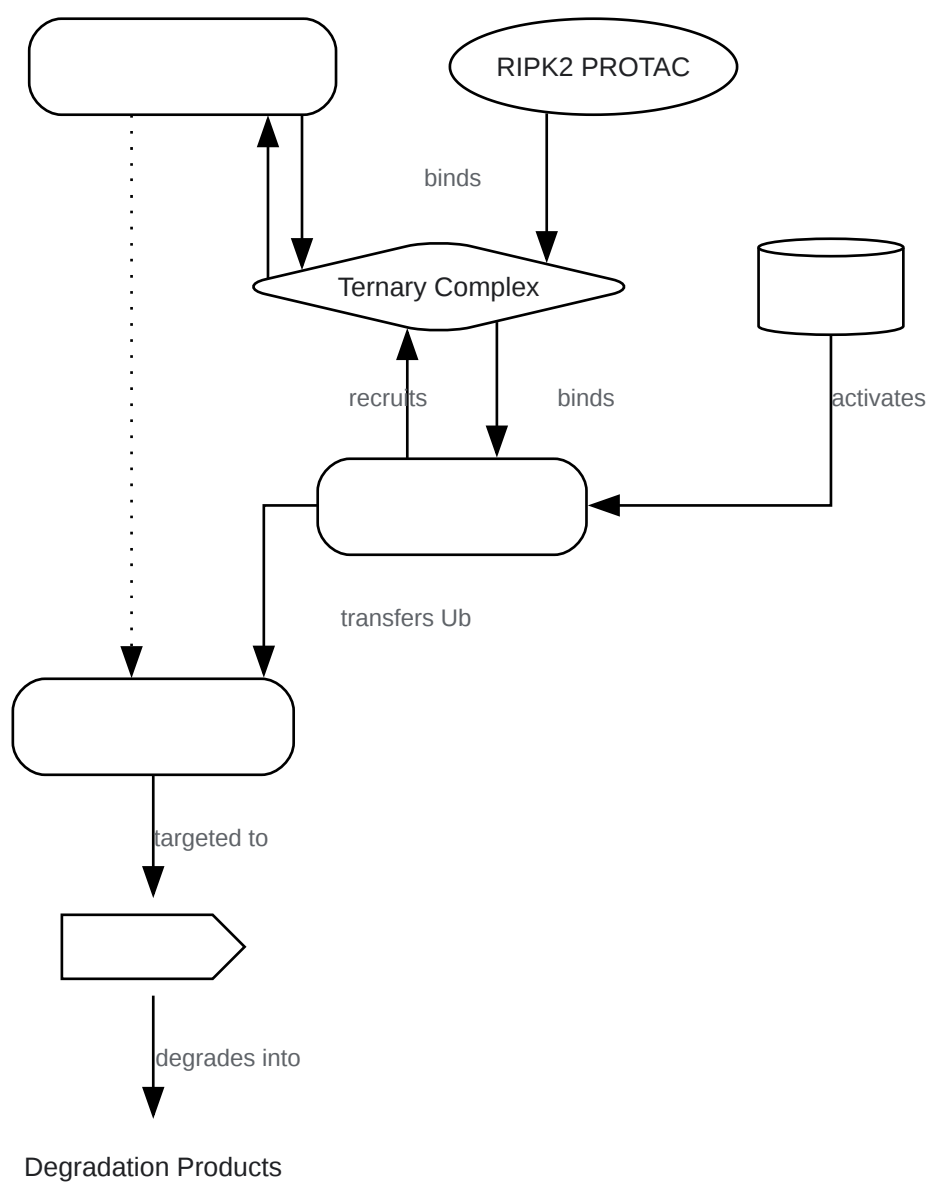 RIPK2 PROTAC
binds
Ternary Complex
recruits
binds
activates
transfers Ub
targeted to
degrades into
Degradation Products